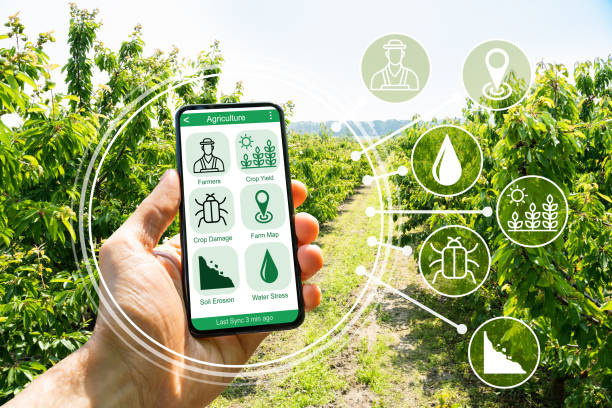 Agriculture
Farmers
Crop Yield
Crop Damage
Farm Map
Soil Erosion
Water Stress
Last Sync 3 min ago